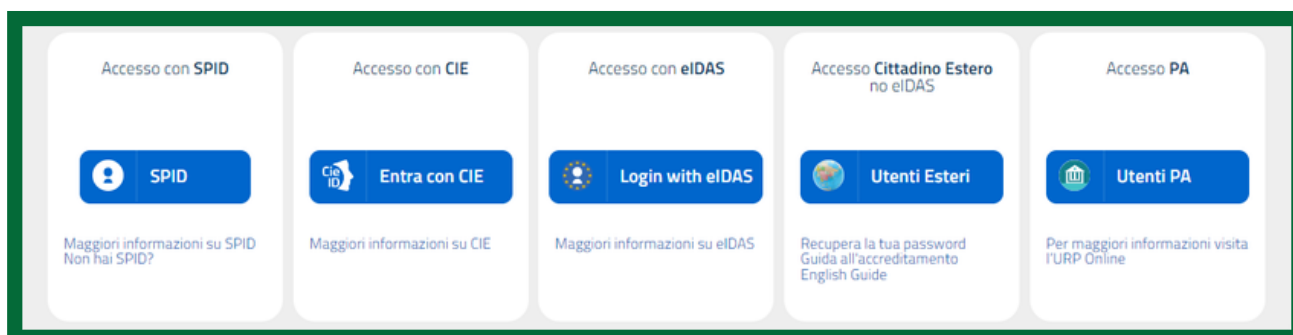 Accesso con SPID
SPID
Maggiori informazioni su SPID
Non hai SPID?
Accesso con CIE
Cie
ID
Entra con CIE
Maggiori informazioni su CIE
Accesso con eIDAS
Login with eIDAS
Maggiori informazioni su eIDAS
Accesso Cittadino Estero
no eIDAS
Utenti Esteri
Recupera la tua password
Guida all'accreditamento
English Guide
Accesso PA
Utenti PA
Per maggiori informazioni visita
l'URP Online